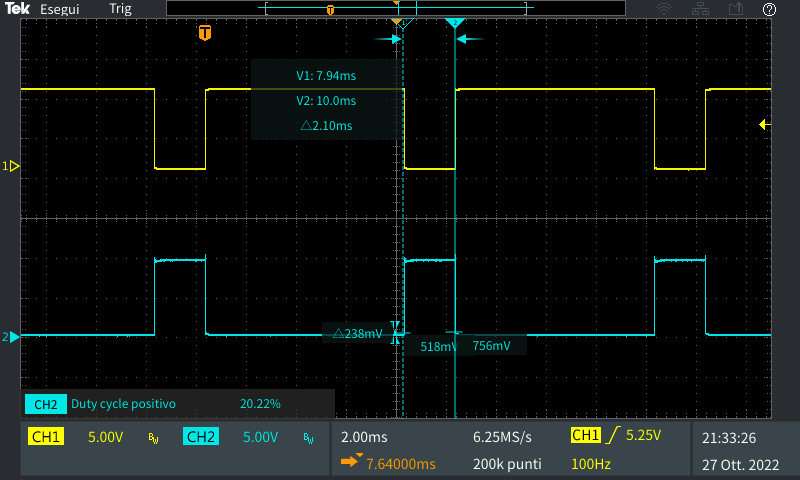 Tek Esegui Trig
T
T
1 2
V1: 7.94ms
V2: 10.0ms
△2.10ms
1
2
△238mV
518mV 756mV
CH2 Duty cycle positivo 20.22%
CH1 5.00V BW CH2 5.00V BW 2.00ms 6.25MS/s CH1 5.25V 21:33:26
7.64000ms 200k punti 100Hz 27 Ott. 2022